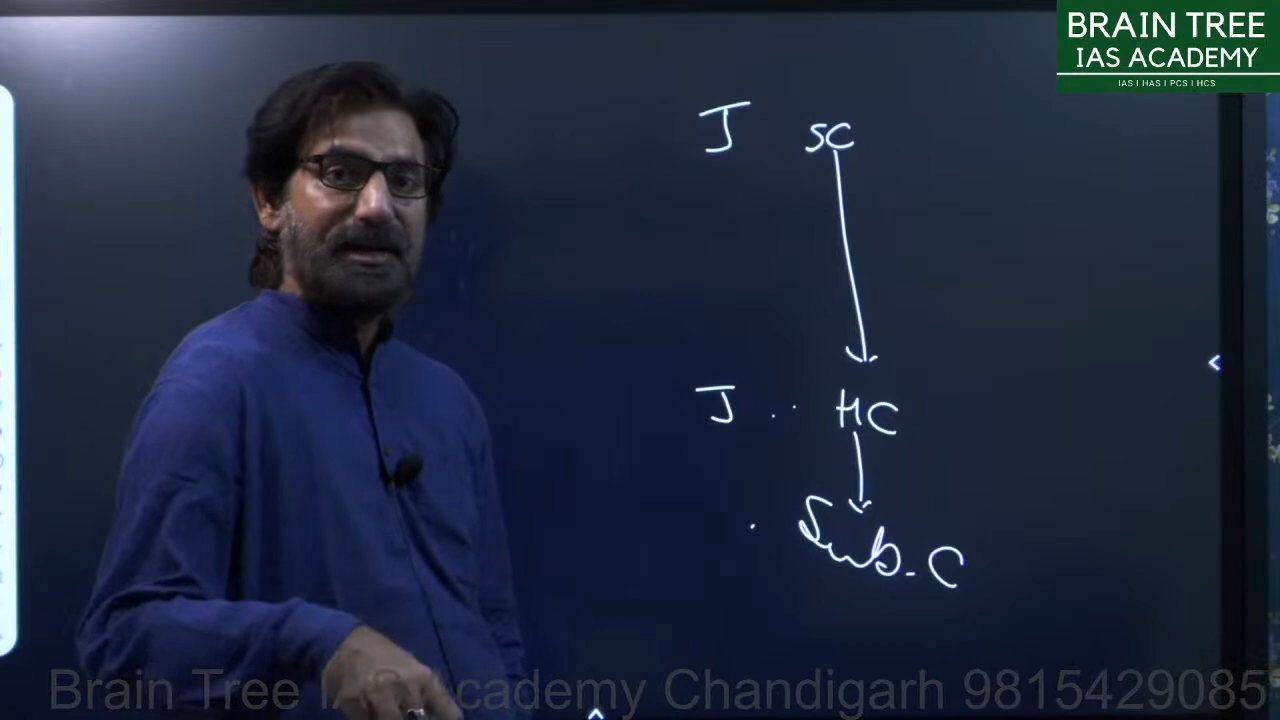 BRAIN TREE
IAS ACADEMY
IAS I HAS I PCS I HCS
J SC
J .. HC
. Sub. C
Brain Tree IAS Academy Chandigarh 9815429085